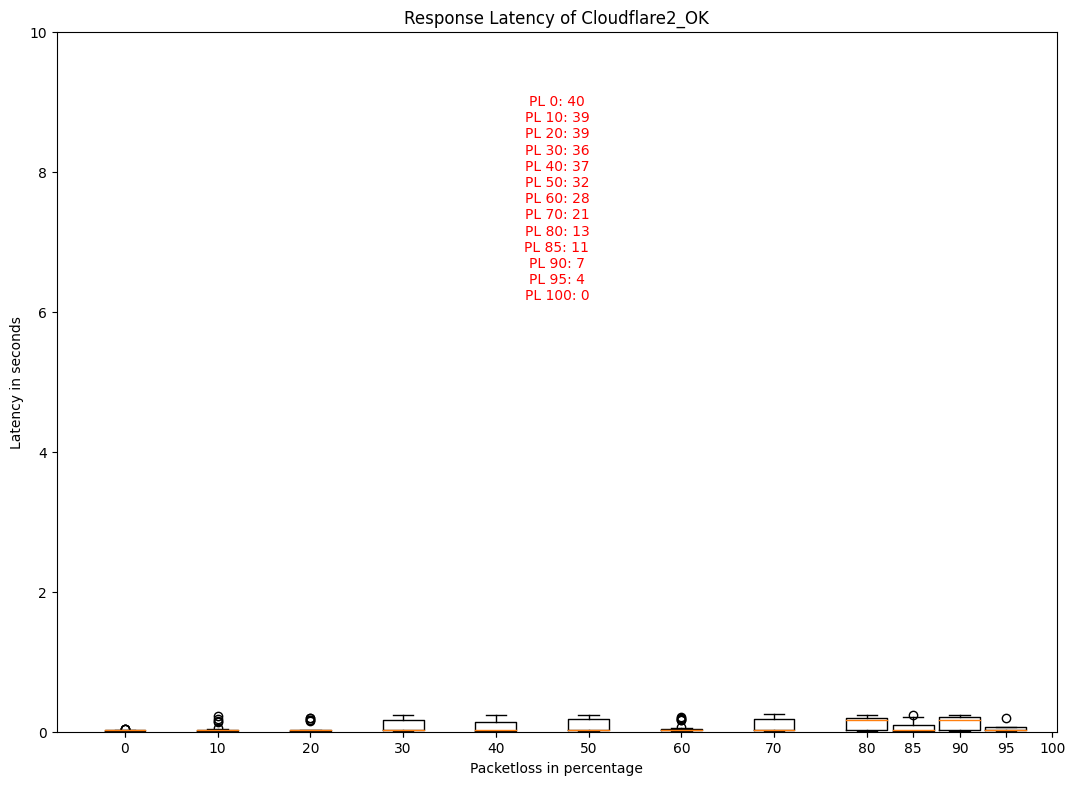 Response Latency of Cloudflare2_OK
10
8
6
4
2
0
Latency in seconds
PL 0: 40
PL 10: 39
PL 20: 39
PL 30: 36
PL 40: 37
PL 50: 32
PL 60: 28
PL 70: 21
PL 80: 13
PL 85: 11
PL 90: 7
PL 95: 4
PL 100: 0
0 10 20 30 40 50 60 70 80 85 90 95 100
Packetloss in percentage